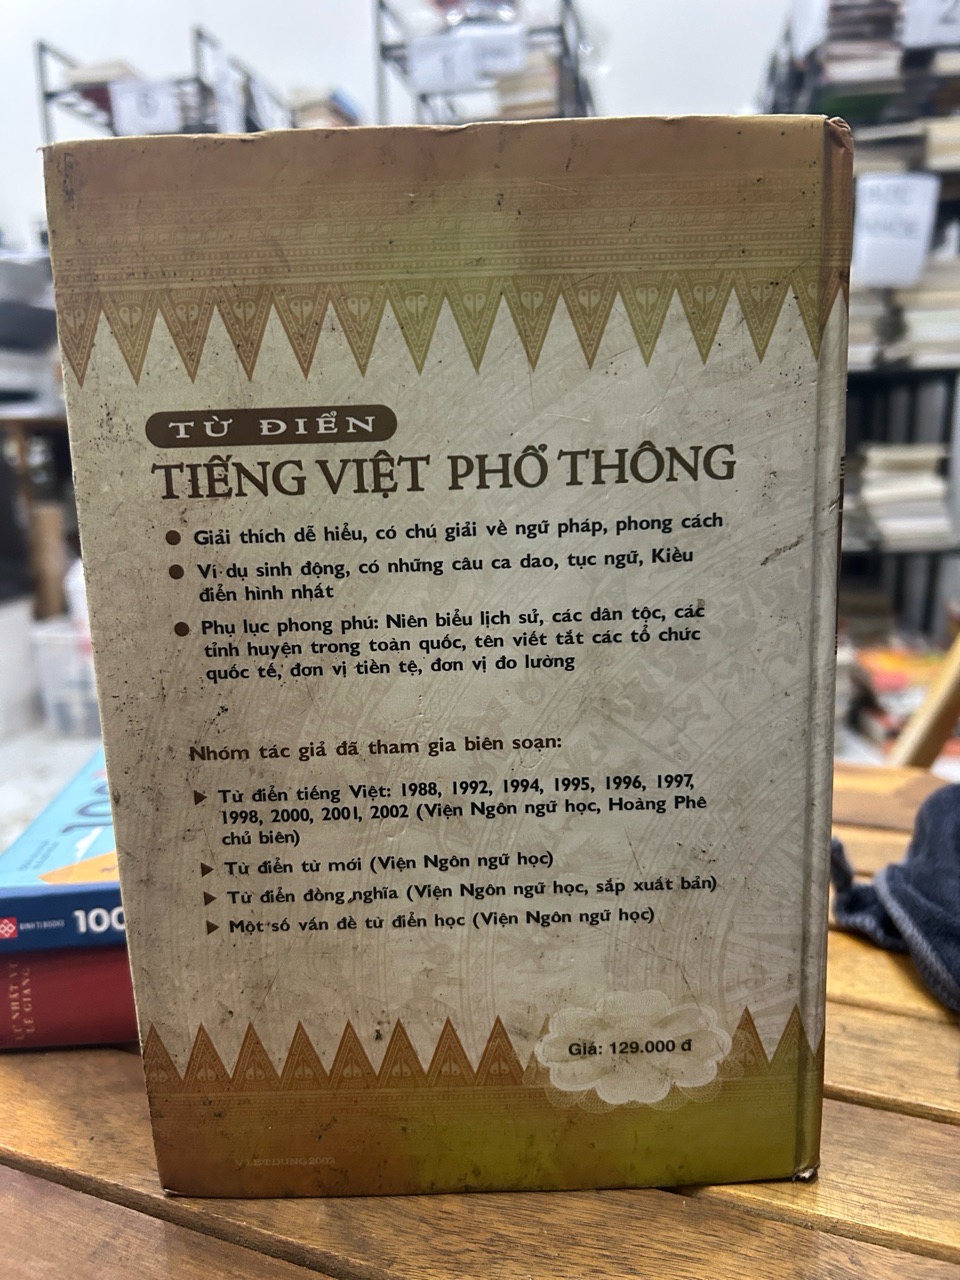 TỪ ĐIỂN
TIẾNG VIỆT PHỔ THÔNG
Giải thích dễ hiểu, có chú giải về ngữ pháp, phong cách
Ví dụ sinh động, có những câu ca dao, tục ngữ, Kiều
điển hình nhất
Phụ lục phong phú: Niên biểu lịch sử, các dân tộc, các
tỉnh huyện trong toàn quốc, tên viết tắt các tổ chức
quốc tế, đơn vị tiền tệ, đơn vị đo lường
Nhóm tác giả đã tham gia biên soạn:
Từ điển tiếng Việt: 1988, 1992, 1994, 1995, 1996, 1997,
1998, 2000, 2001, 2002 (Viện Ngôn ngữ học, Hoàng Phê
chủ biên)
Từ điển từ mới (Viện Ngôn ngữ học)
Từ điển đồng nghĩa (Viện Ngôn ngữ học, sắp xuất bản)
Một số vấn đề từ điển học (Viện Ngôn ngữ học)
Giá: 129.000 đ
VIETDUNG2002
ĐINH TỊ BOOKS
100